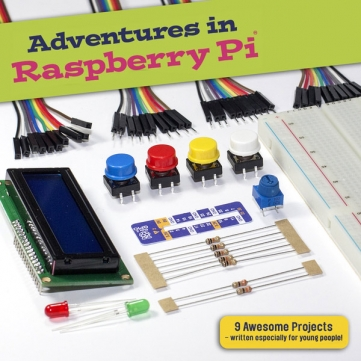 Adventures in
Raspberry Pi®
9 Awesome Projects
- written especially for young people!